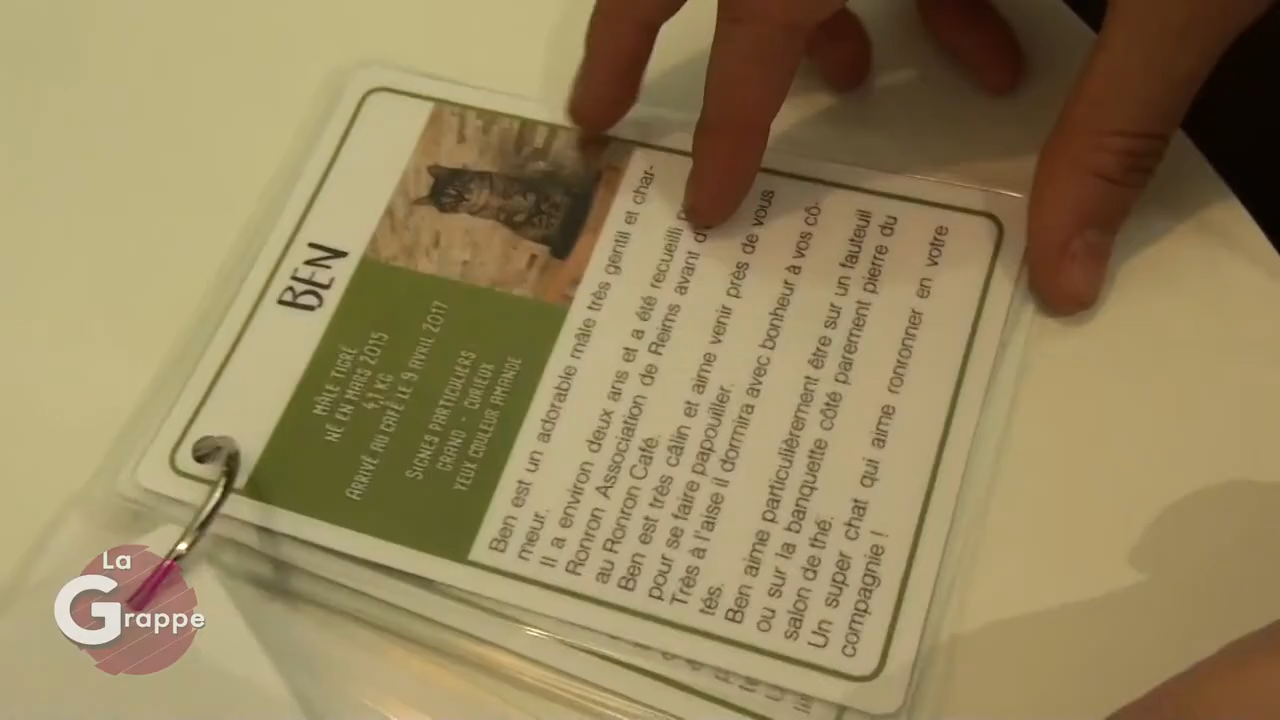 BEN
MÂLE TIGRÉ
NÉ EN MARS 2015
4,1 KG
ARRIVÉ AU CAFÉ LE 9 AVRIL 2017
SIGNES PARTICULIERS
GRAND - CURIEUX
YEUX COULEUR AMANDE
Ben est un adorable mâle très gentil et char-
meur.
Il a environ deux ans et a été recueilli
Ronron Association de Reims avant
au Ronron Café.
Ben est très câlin et aime venir près de vous
pour se faire papouiller.
Très à l'aise il dormira avec bonheur à vos cô-
tés.
Ben aime particulièrement être sur un fauteuil
ou sur la banquette côté parement pierre du
salon de thé.
Un super chat qui aime ronronner en votre
compagnie !
La
Grappe